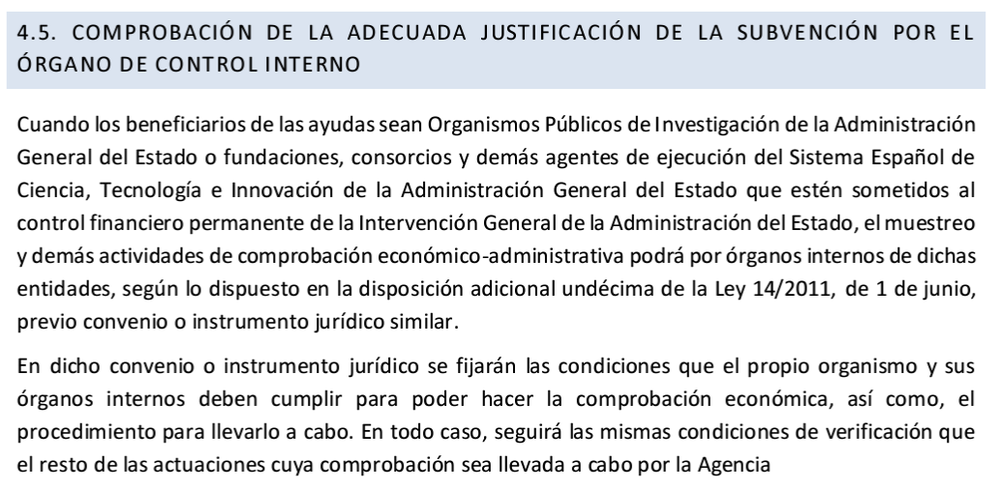 4.5. COMPROBACIÓN DE LA ADECUADA JUSTIFICACIÓN DE LA SUBVENCIÓN POR EL
ÓRGANO DE CONTROL INTERNO
Cuando los beneficiarios de las ayudas sean Organismos Públicos de Investigación de la Administración
General del Estado o fundaciones, consorcios y demás agentes de ejecución del Sistema Español de
Ciencia, Tecnología e Innovación de la Administración General del Estado que estén sometidos al
control financiero permanente de la Intervención General de la Administración del Estado, el muestreo
y demás actividades de comprobación económico-administrativa podrá por órganos internos de dichas
entidades, según lo dispuesto en la disposición adicional undécima de la Ley 14/2011, de 1 de junio,
previo convenio o instrumento jurídico similar.
En dicho convenio o instrumento jurídico se fijarán las condiciones que el propio organismo y sus
órganos internos deben cumplir para poder hacer la comprobación económica, así como, el
procedimiento para llevarlo a cabo. En todo caso, seguirá las mismas condiciones de verificación que
el resto de las actuaciones cuya comprobación sea llevada a cabo por la Agencia